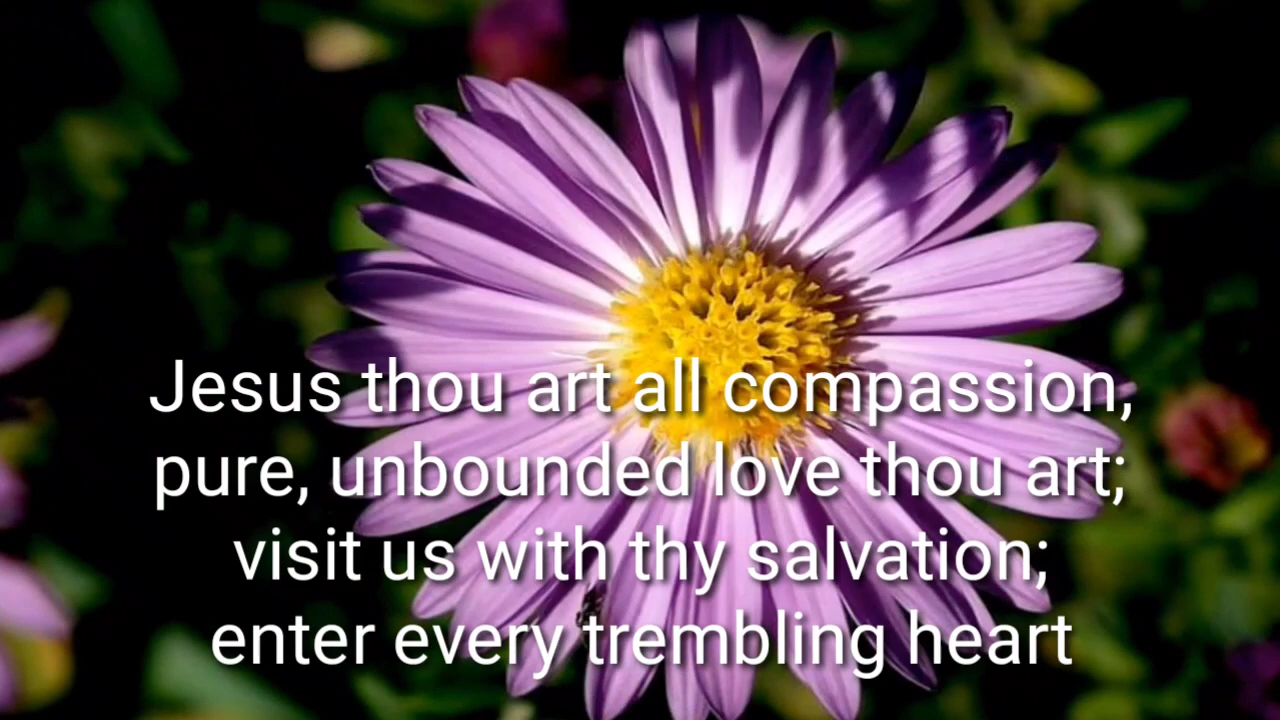 Jesus thou art all compassion,
pure, unbounded love thou art;
visit us with thy salvation;
enter every trembling heart